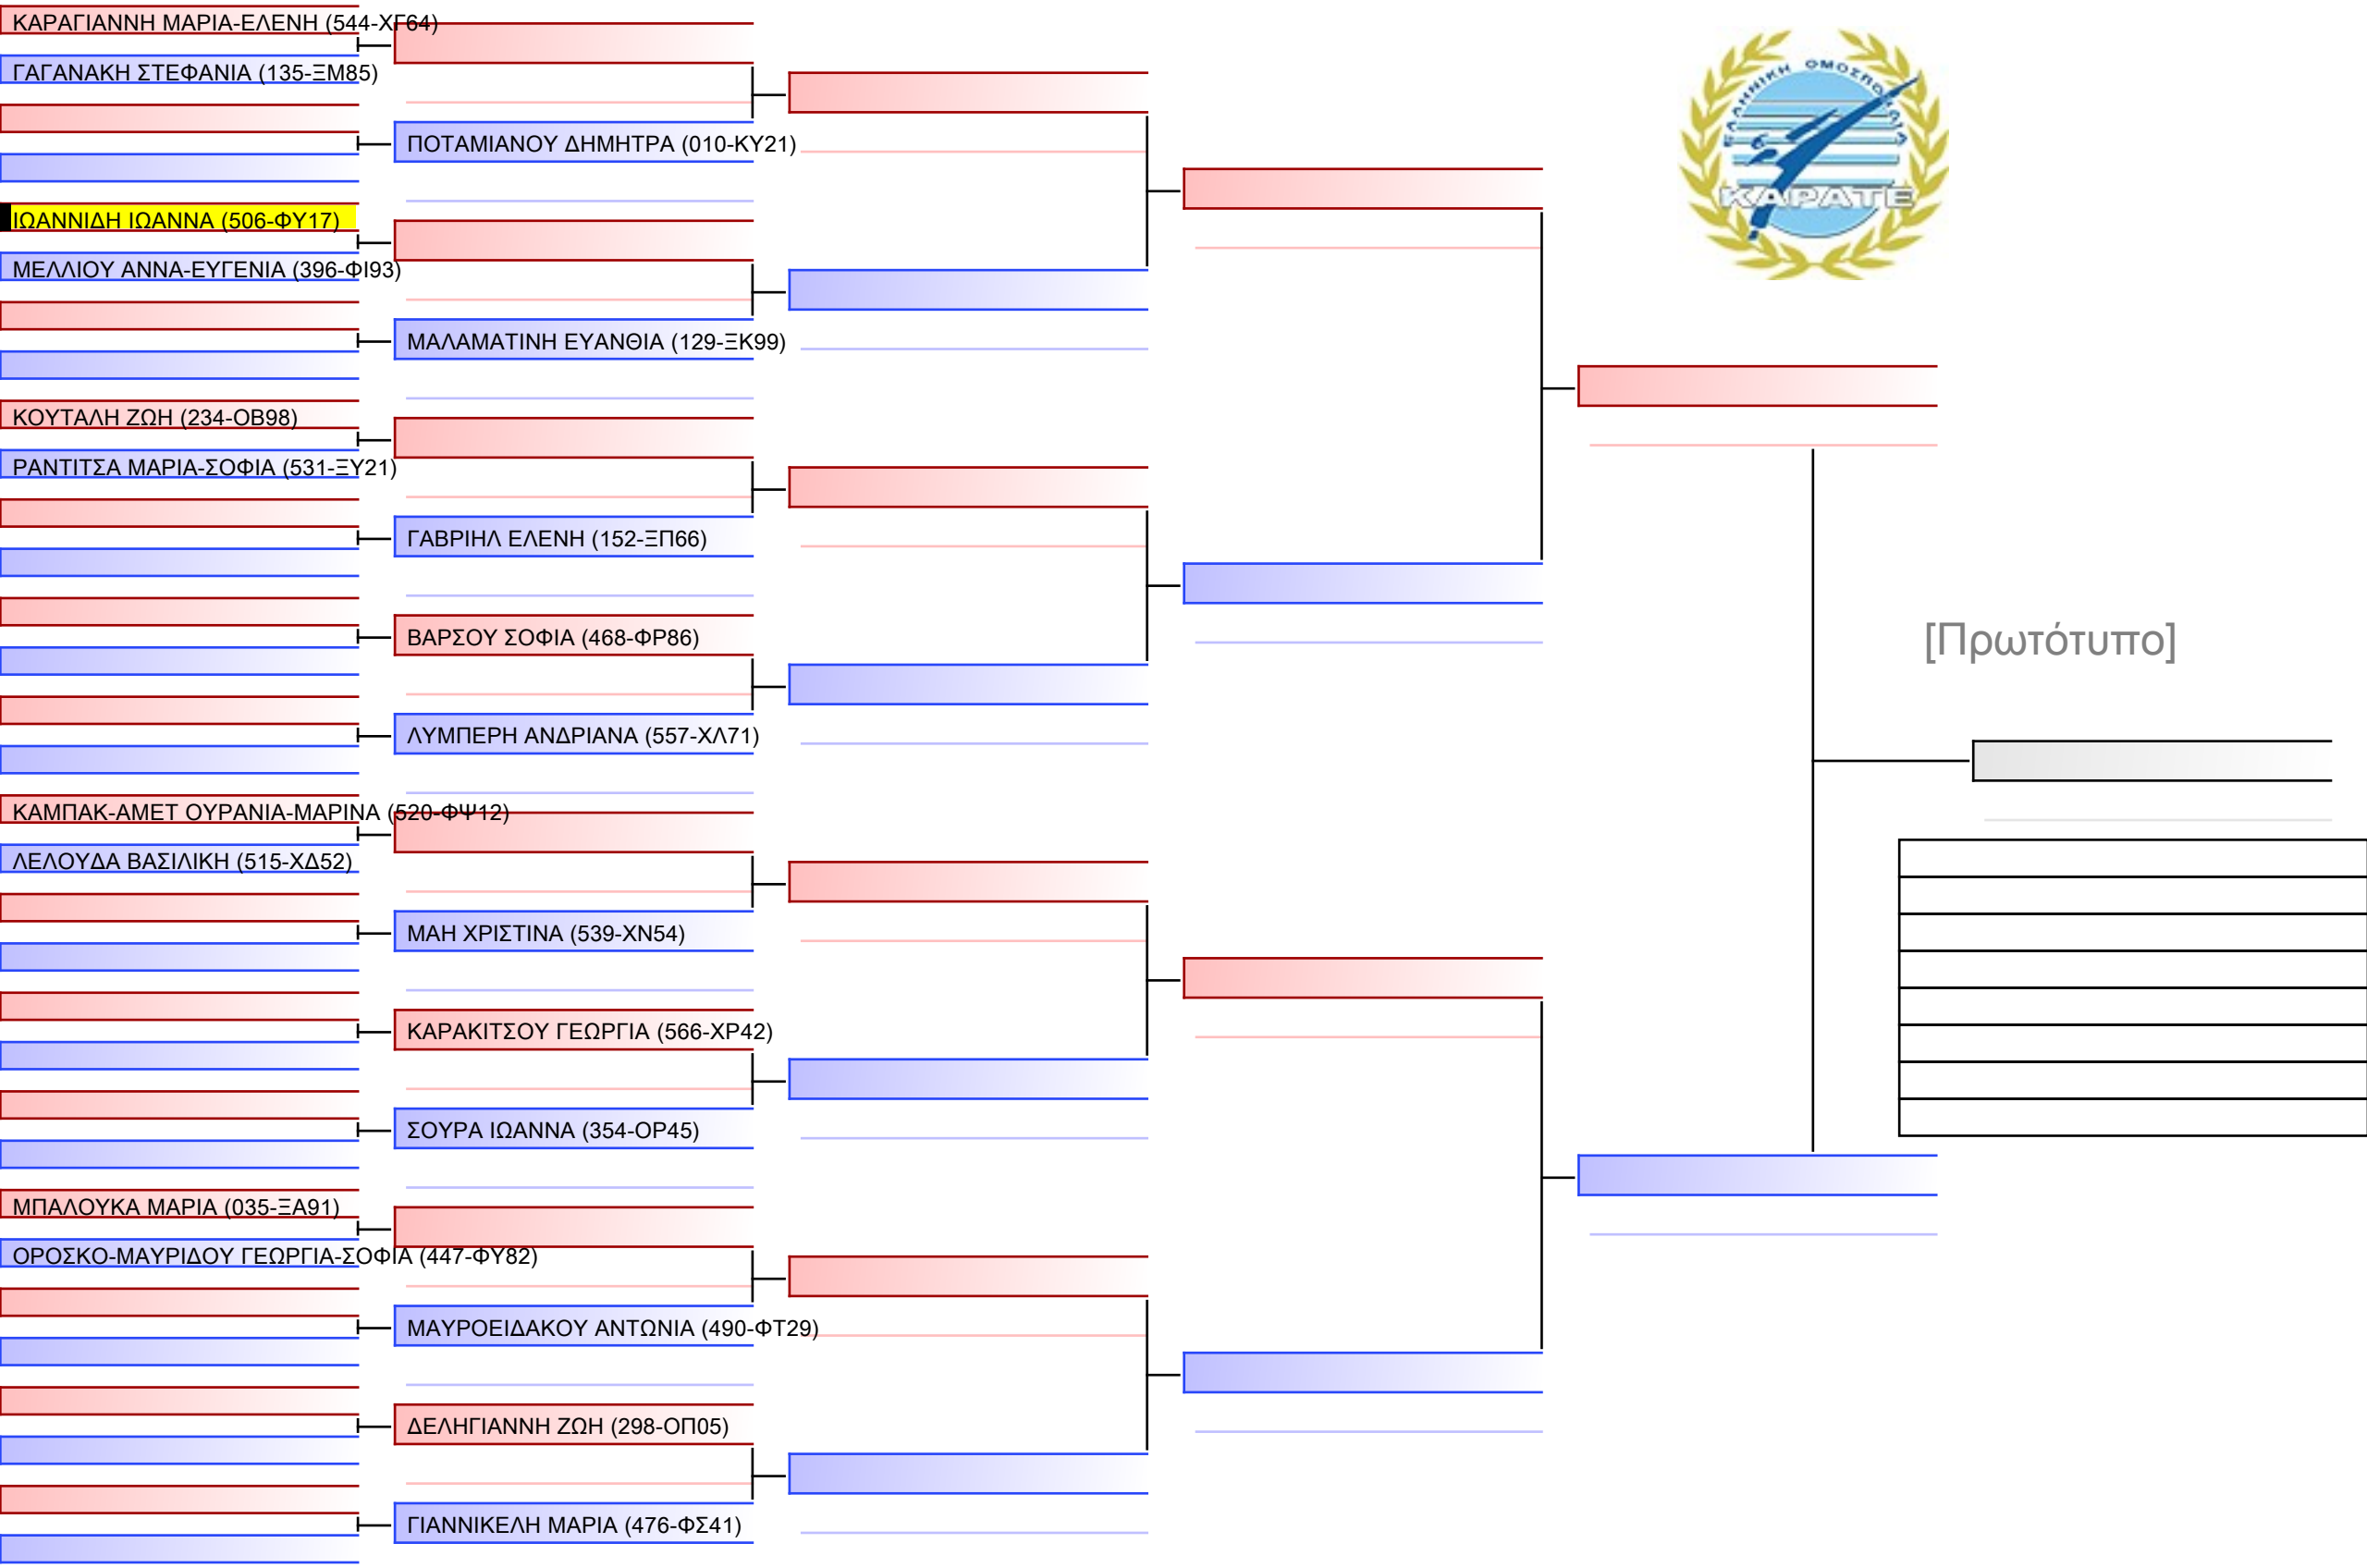 ΚΑΡΑΓΙΑΝΝΗ ΜΑΡΙΑ-ΕΛΕΝΗ (544-ΧΓ64)
ΓΑΓΑΝΑΚΗ ΣΤΕΦΑΝΙΑ (135-ΞΜ85)
ΠΟΤΑΜΙΑΝΟΥ ΔΗΜΗΤΡΑ (010-ΚΥ21)
ΙΩΑΝΝΙΔΗ ΙΩΑΝΝΑ (506-ΦΥ17)
ΜΕΛΛΙΟΥ ΑΝΝΑ-ΕΥΓΕΝΙΑ (396-ΦΙ93)
ΜΑΛΑΜΑΤΙΝΗ ΕΥΑΝΘΙΑ (129-ΞΚ99)
ΚΟΥΤΑΛΗ ΖΩΗ (234-ΟΒ98)
ΡΑΝΤΙΤΣΑ ΜΑΡΙΑ-ΣΟΦΙΑ (531-ΞΥ21)
ΓΑΒΡΙΗΛ ΕΛΕΝΗ (152-ΞΠ66)
ΒΑΡΣΟΥ ΣΟΦΙΑ (468-ΦΡ86)
ΛΥΜΠΕΡΗ ΑΝΔΡΙΑΝΑ (557-ΧΛ71)
ΚΑΜΠΑΚ-ΑΜΕΤ ΟΥΡΑΝΙΑ-ΜΑΡΙΝΑ (520-ΦΨ12)
ΛΕΛΟΥΔΑ ΒΑΣΙΛΙΚΗ (515-ΧΔ52)
ΜΑΗ ΧΡΙΣΤΙΝΑ (539-ΧΝ54)
ΚΑΡΑΚΙΤΣΟΥ ΓΕΩΡΓΙΑ (566-ΧΡ42)
ΣΟΥΡΑ ΙΩΑΝΝΑ (354-ΟΡ45)
ΜΠΑΛΟΥΚΑ ΜΑΡΙΑ (035-ΞΑ91)
ΟΡΟΣΚΟ-ΜΑΥΡΙΔΟΥ ΓΕΩΡΓΙΑ-ΣΟΦΙΑ (447-ΦΥ82)
ΜΑΥΡΟΕΙΔΑΚΟΥ ΑΝΤΩΝΙΑ (490-ΦΤ29)
ΔΕΛΗΓΙΑΝΝΗ ΖΩΗ (298-ΟΠ05)
ΓΙΑΝΝΙΚΕΛΗ ΜΑΡΙΑ (476-ΦΣ41)
ΕΛΛΗΝΙΚΗ ΟΜΟΣΠΟΝΔΙΑ
ΚΑΡΑΤΕ
[Πρωτότυπο]